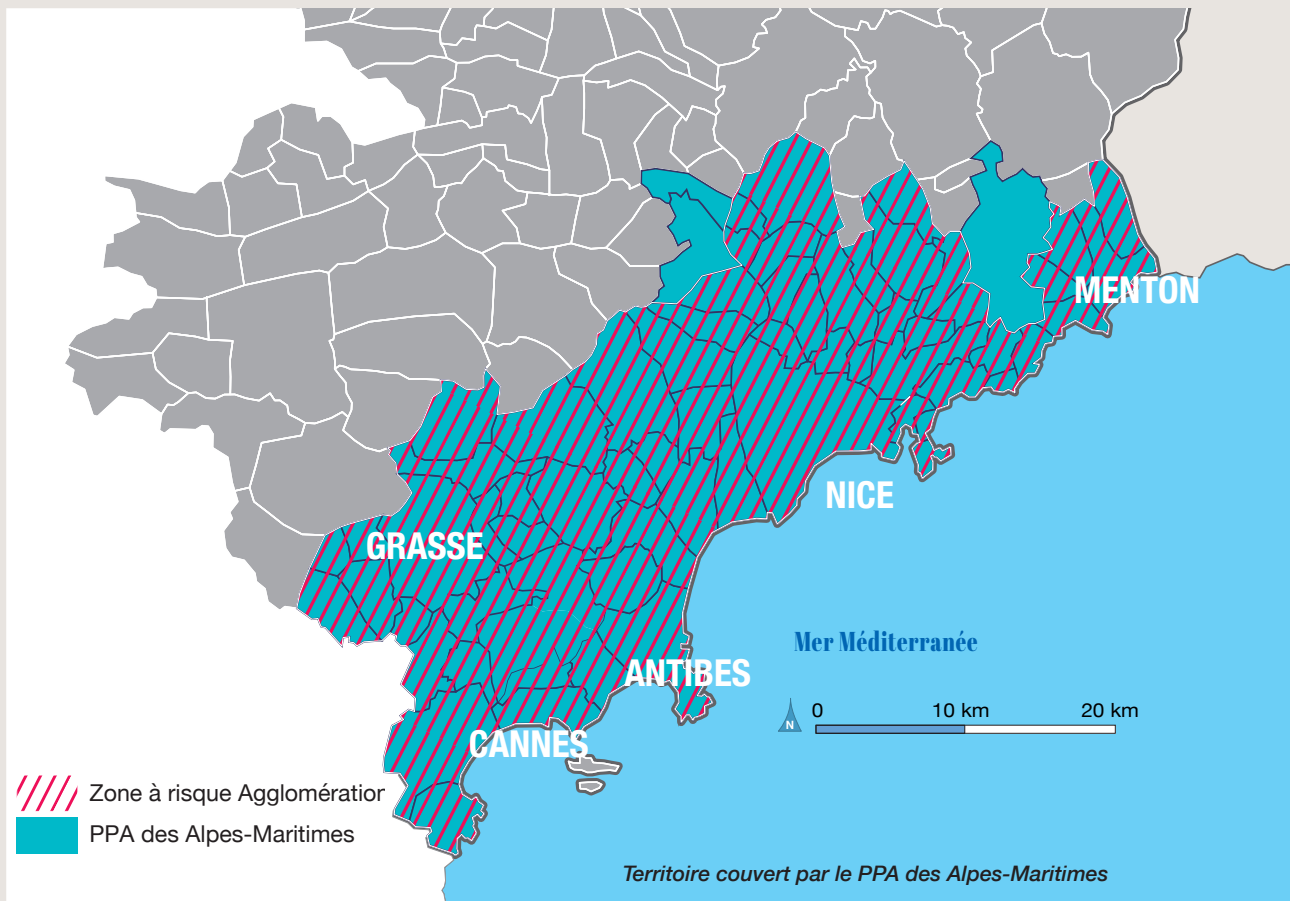 MENTON
NICE
GRASSE
Mer Méditerranée
ANTIBES
0 10 km 20 km
N
CANNES
Zone à risque Agglomération
PPA des Alpes-Maritimes
Territoire couvert par le PPA des Alpes-Maritimes